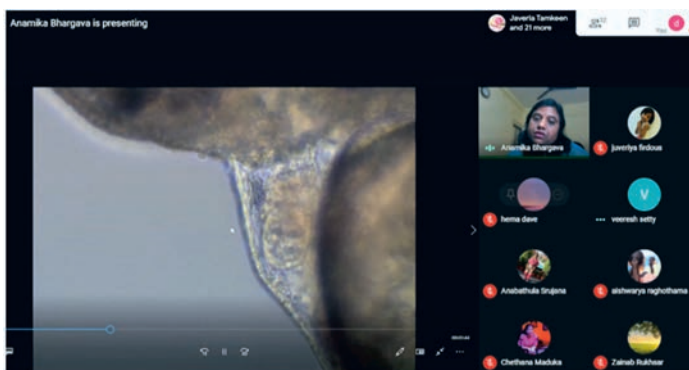 Anamika Bhargava is presenting
Javeria Tamkeen
and 21 more
You
d
Anamika Bhargava
juveriya firdous
hema dave
V
veeresh setty
Anabathula Srujana
aishwarya raghothama
Chethana Maduka
Zainab Rukhsar